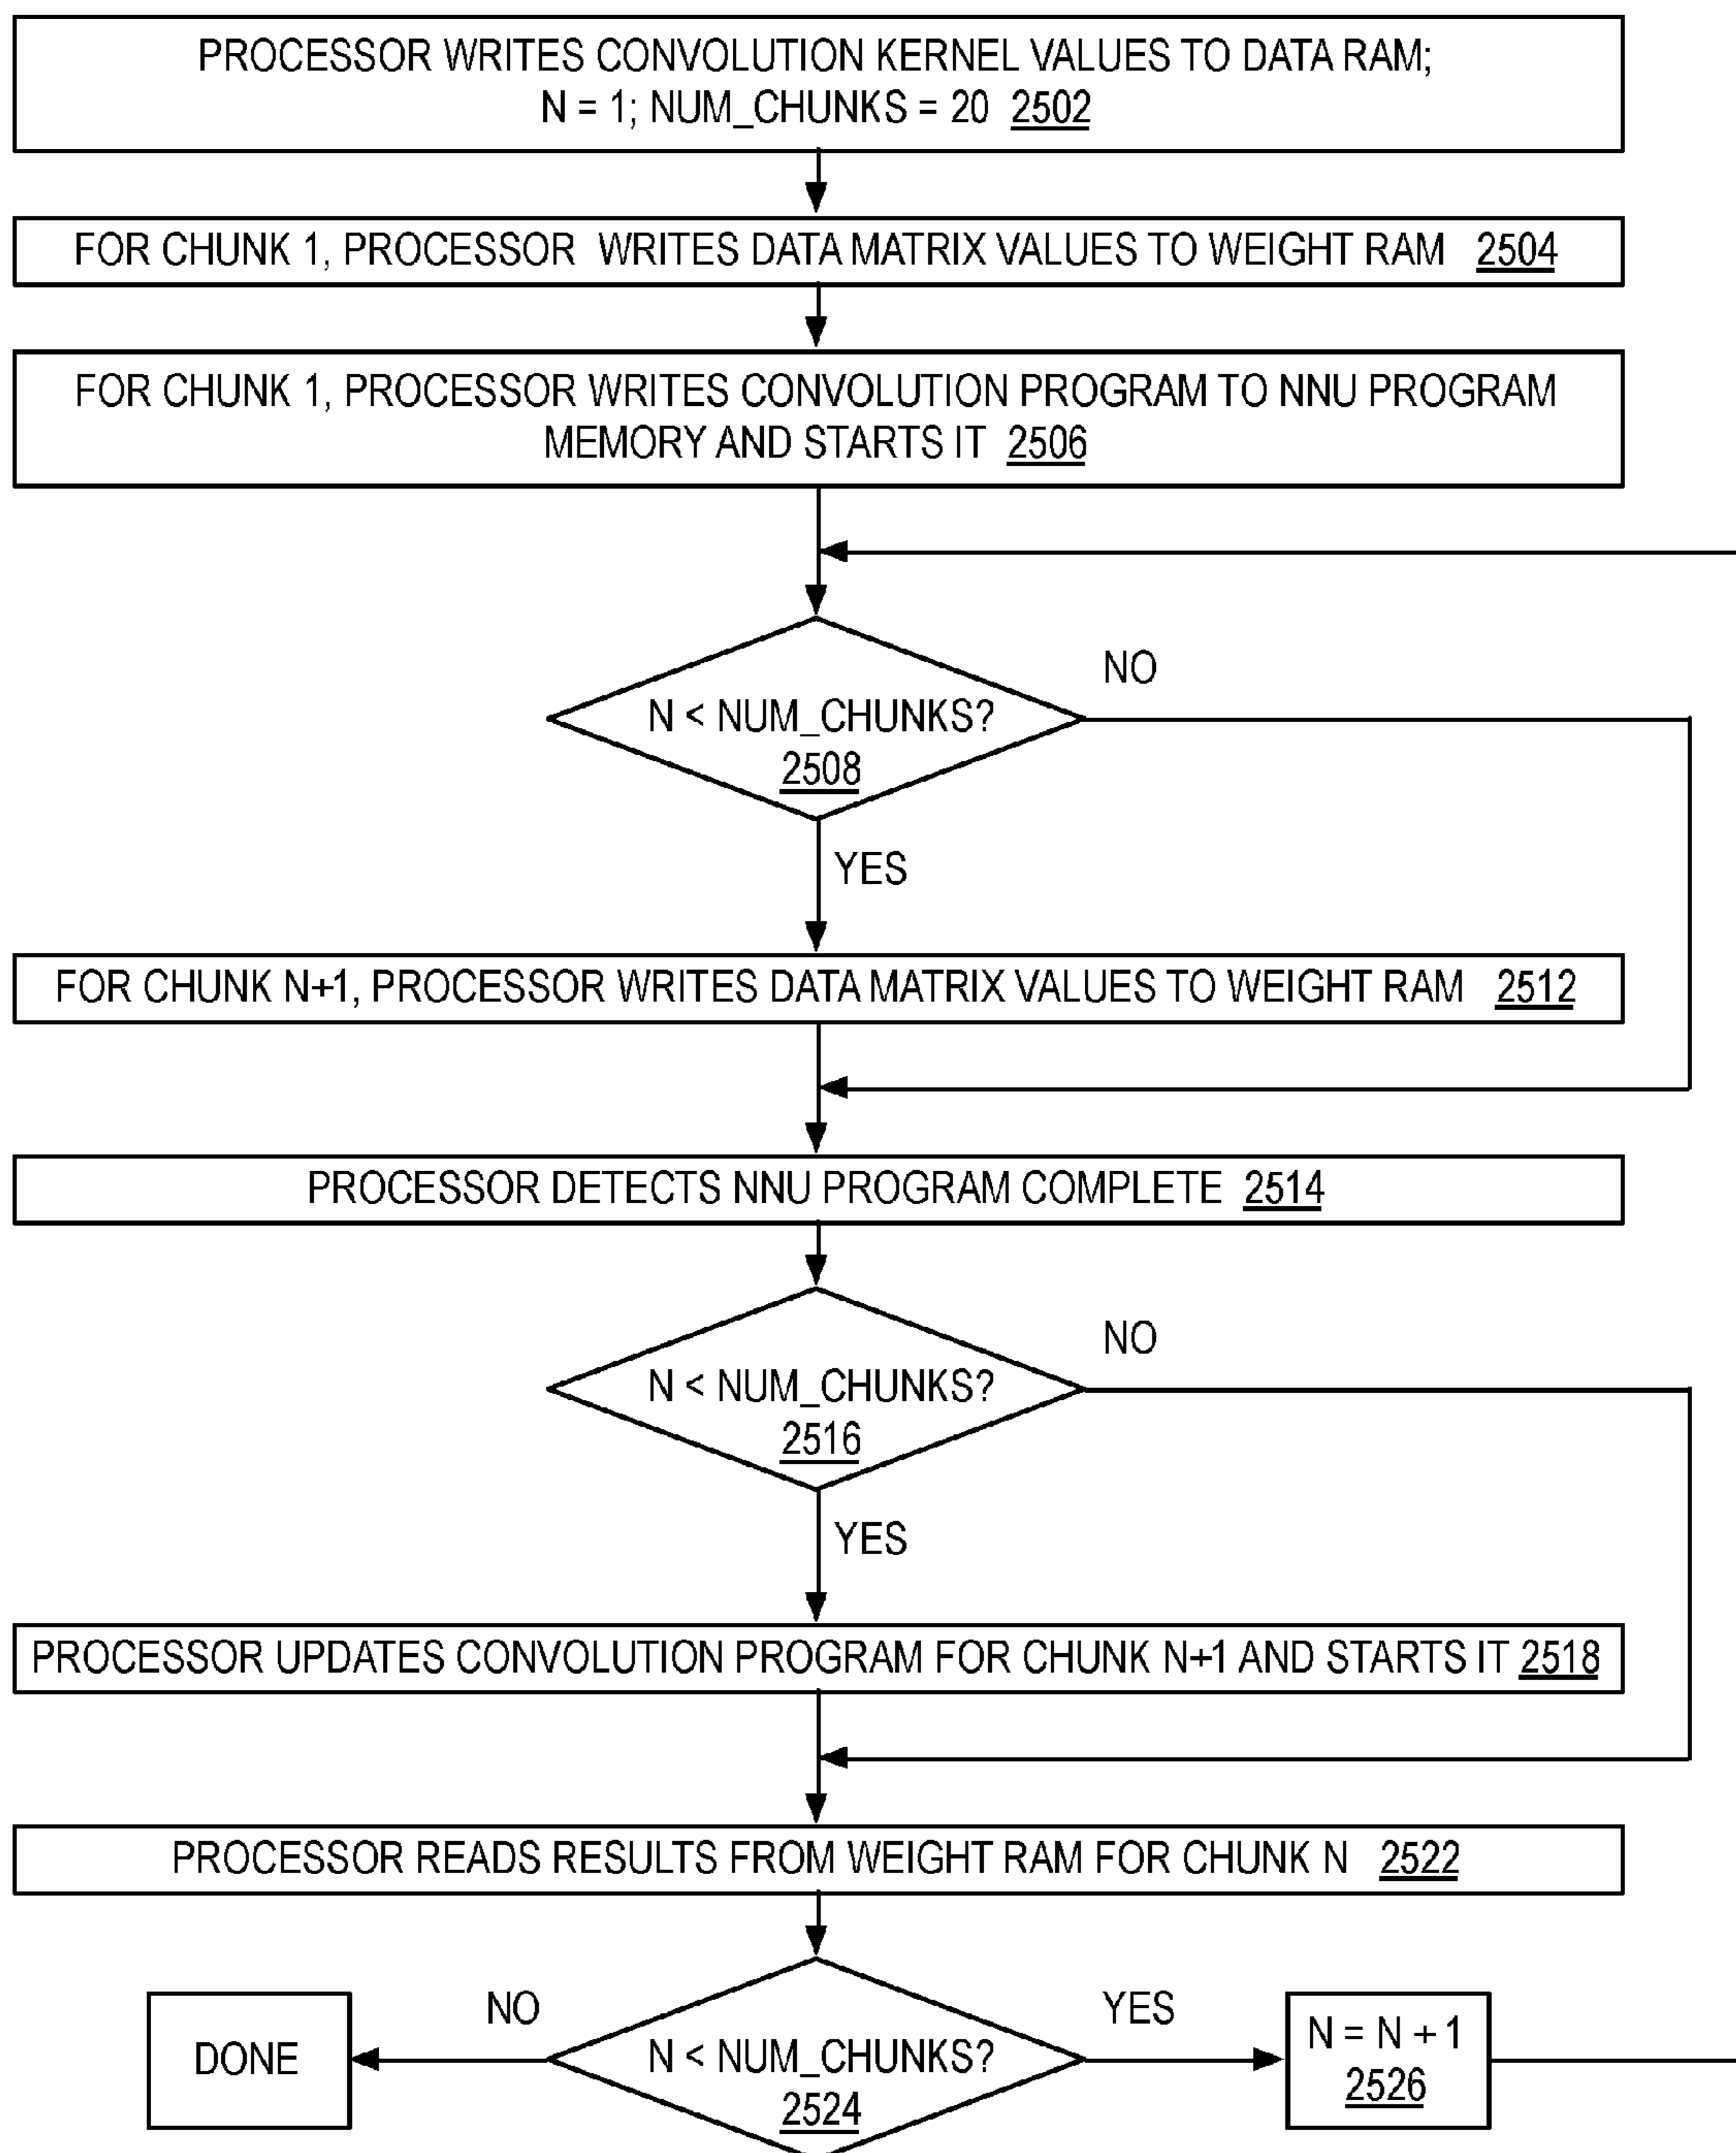 PROCESSOR WRITES CONVOLUTION KERNEL VALUES TO DATA RAM;
N = 1; NUM_CHUNKS = 20 2502
FOR CHUNK 1, PROCESSOR WRITES DATA MATRIX VALUES TO WEIGHT RAM 2504
FOR CHUNK 1, PROCESSOR WRITES CONVOLUTION PROGRAM TO NNU PROGRAM
MEMORY AND STARTS IT 2506
NO
N < NUM_CHUNKS?
2508
YES
FOR CHUNK N+1, PROCESSOR WRITES DATA MATRIX VALUES TO WEIGHT RAM 2512
PROCESSOR DETECTS NNU PROGRAM COMPLETE 2514
NO
N < NUM_CHUNKS?
2516
YES
PROCESSOR UPDATES CONVOLUTION PROGRAM FOR CHUNK N+1 AND STARTS IT 2518
PROCESSOR READS RESULTS FROM WEIGHT RAM FOR CHUNK N 2522
NO
YES
DONE
N < NUM_CHUNKS?
2524
N = N + 1
2526